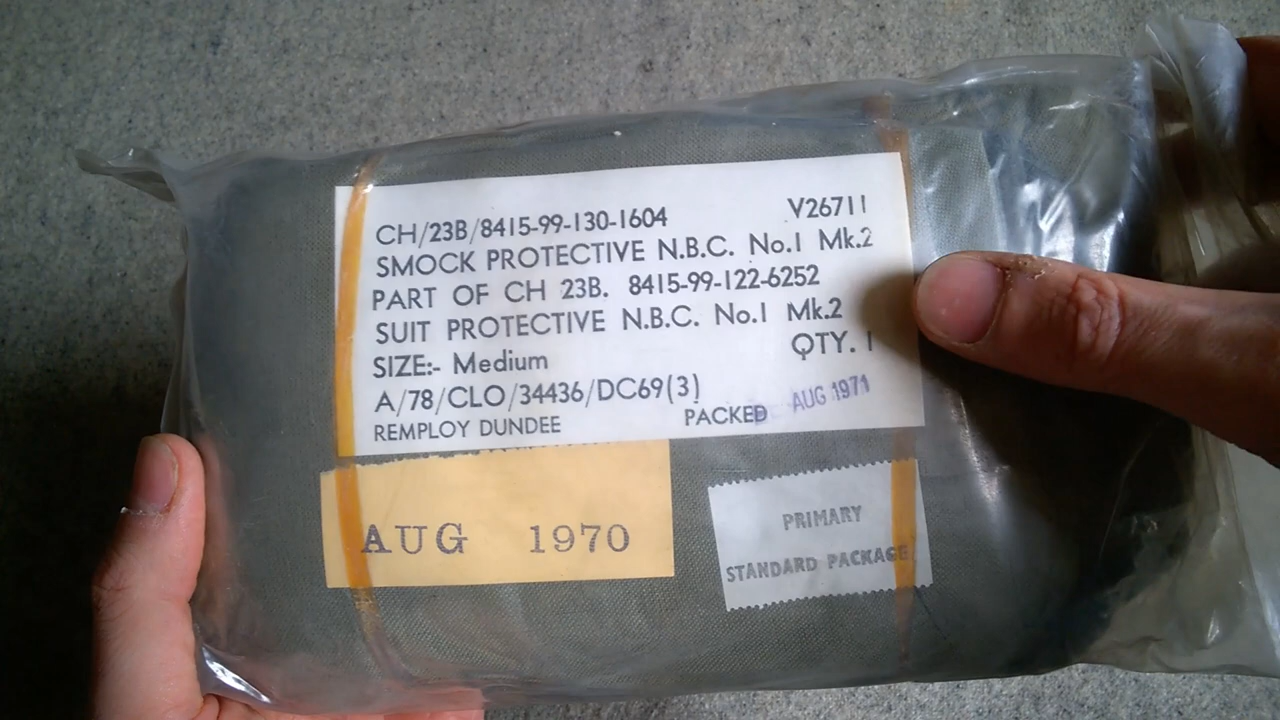 CH/23B/8415-99-130-1604 V26711
SMOCK PROTECTIVE N.B.C. No.1 Mk.2
PART OF CH 23B. 8415-99-122-6252
SUIT PROTECTIVE N.B.C. No.1 Mk.2
SIZE:- Medium QTY. 1
A/78/CLO/34436/DC69(3)
REMPLOY DUNDEE PACKED AUG 1971
AUG 1970
PRIMARY
STANDARD PACKAGE